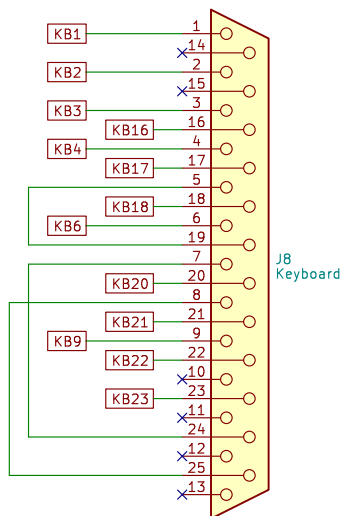 KB1 1
14
KB2 2
15
KB3 3
KB16 16
KB4 4
KB17 17
5
KB18 18
KB6 6
19
7
J8
Keyboard
KB20 20
8
KB21 21
KB9 9
KB22 22
10
KB23 23
11
24
12
25
13